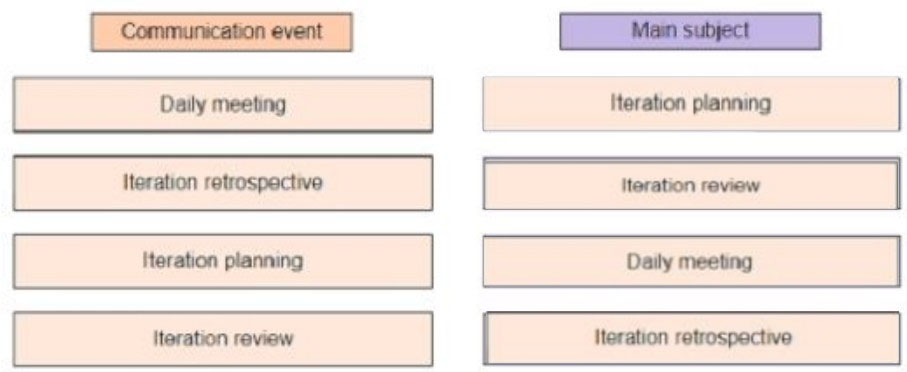 Communication event
Main subject
Daily meeting
Iteration planning
Iteration retrospective
Iteration review
Iteration planning
Daily meeting
Iteration review
Iteration retrospective